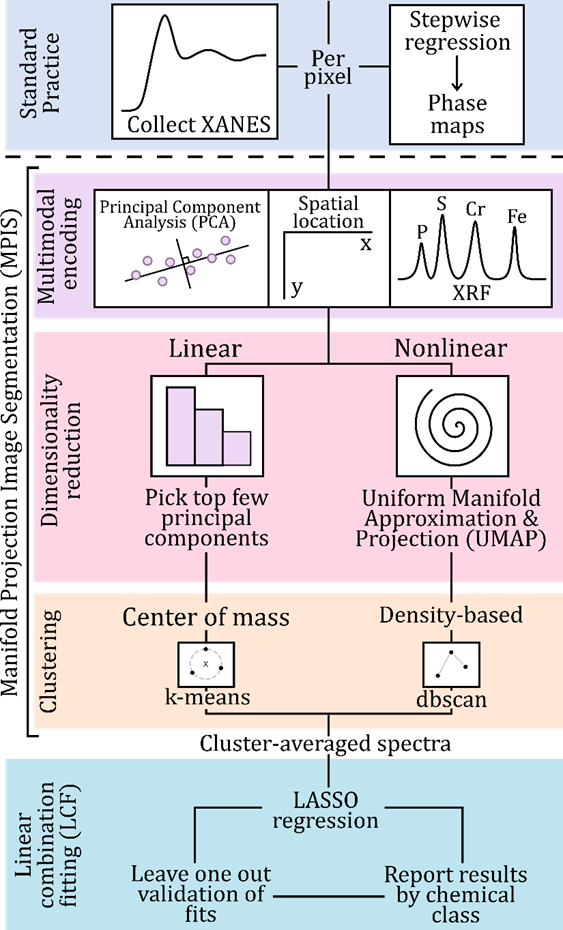 Standard
Practice
Collect XANES
Per
pixel
Stepwise
regression
Phase
maps
Manifold Projection Image Segmentation (MPIS)
Multimodal
encoding
Principal Component
Analysis (PCA)
Spatial
location
x
y
P
S
Cr
Fe
XRF
Dimensionality
reduction
Linear
Nonlinear
Pick top few
principal
components
Uniform Manifold
Approximation &
Projection (UMAP)
Clustering
Center of mass
Density-based
x
k-means
dbscan
Cluster-averaged spectra
Linear
combination
fitting (LCF)
LASSO
regression
Leave one out
validation of
fits
Report results
by chemical
class